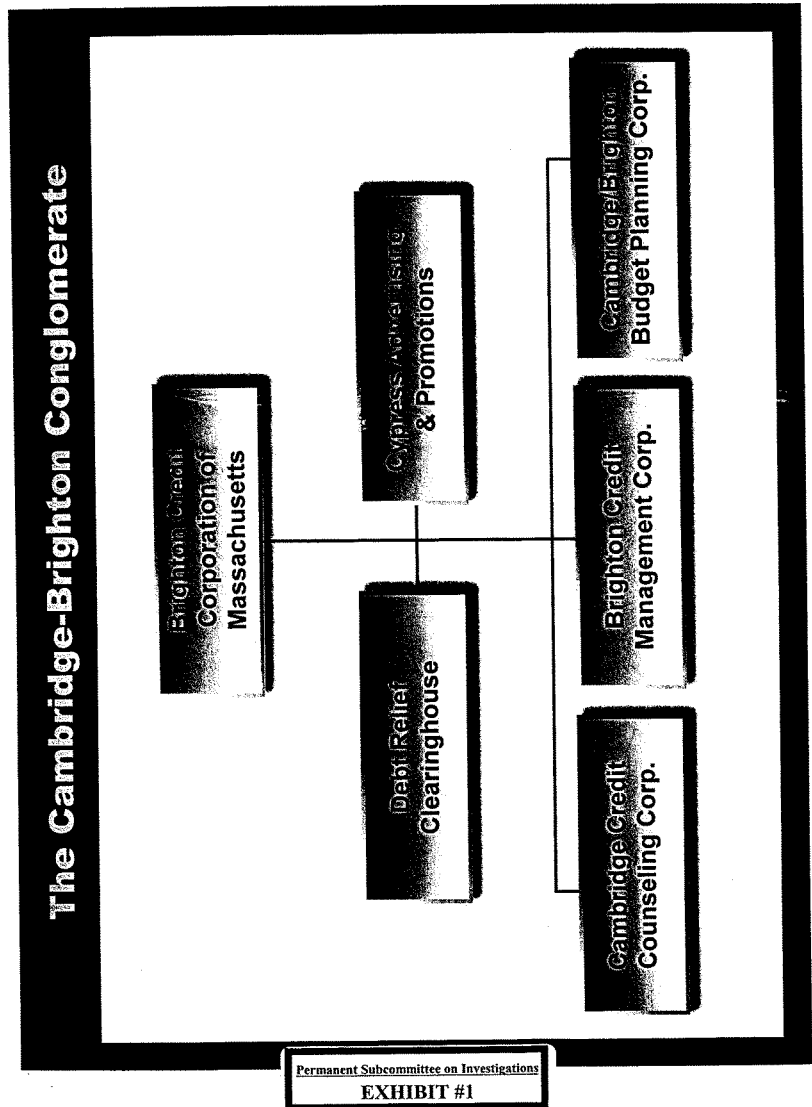 The Cambridge-Brighton Conglomerate
Brighton Credit
Corporation of
Massachusetts
Debt Relief
Clearinghouse
Cypress Advertising
& Promotions
Cambridge Credit
Counseling Corp.
Brighton Credit
Management Corp.
Cambridge/Brighton
Budget Planning Corp.
Permanent Subcommittee on Investigations
EXHIBIT #1